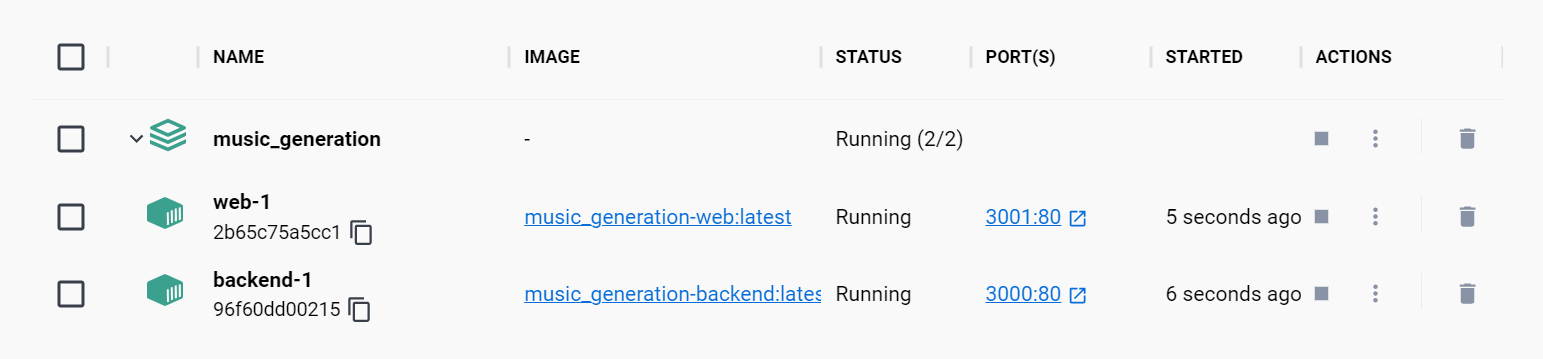 NAME IMAGE STATUS PORT(S) STARTED ACTIONS
music_generation - Running (2/2)
web-1
2b65c75a5cc1 music_generation-web:latest Running 3001:80 5 seconds ago
backend-1
96f60dd00215 music_generation-backend:lates Running 3000:80 6 seconds ago